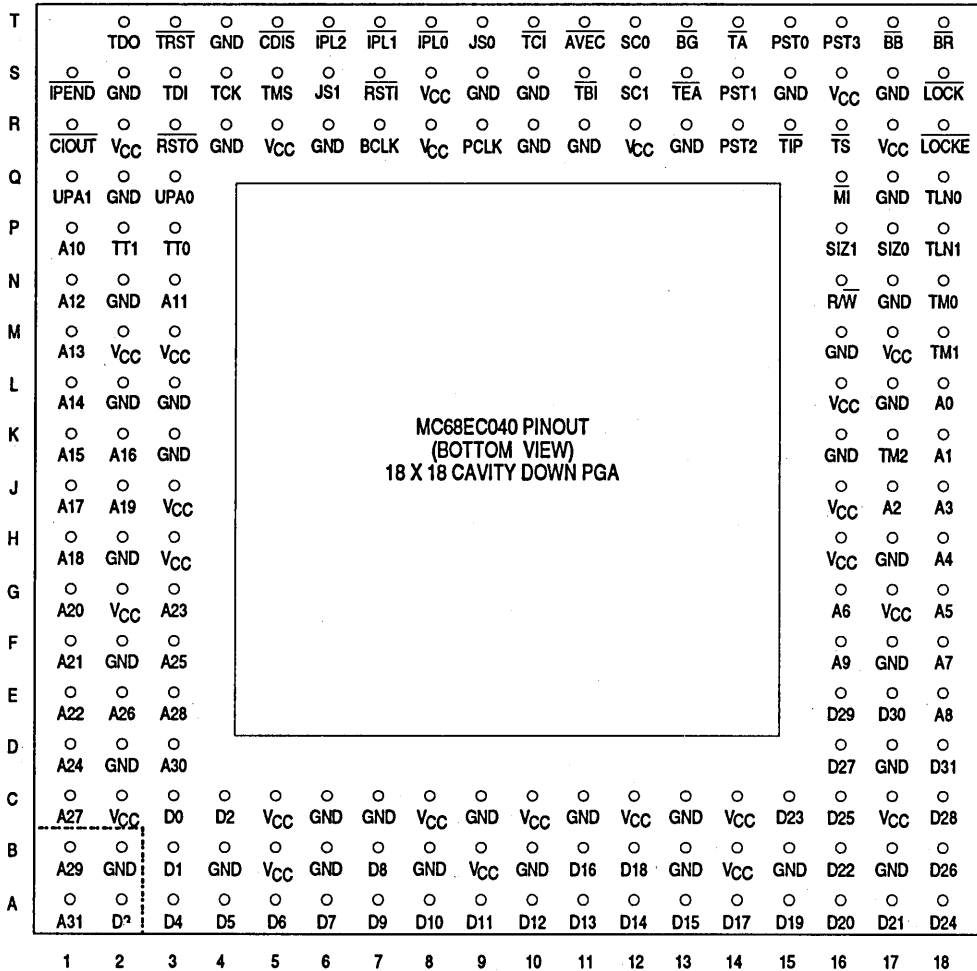 T
TDO TRST GND CDIS IPL2 IPL1 IPL0 JS0 TCI AVEC SC0 BG TA PST0 PST3 BB BR
S
IPEND GND TDI TCK TMS JS1 RSTI VCC GND GND TBI SC1 TEA PST1 GND VCC GND LOCK
R
CIOUT VCC RSTO GND VCC GND BCLK VCC PCLK GND GND VCC GND PST2 TIP TS VCC LOCKE
Q
UPA1 GND UPA0 MI GND TLN0
P
A10 TT1 TT0 SIZ1 SIZ0 TLN1
N
A12 GND A11 R/W GND TM0
M
A13 VCC VCC GND VCC TM1
L
A14 GND GND VCC GND A0
MC68EC040 PINOUT
K
(BOTTOM VIEW)
A15 A16 GND GND TM2 A1
18 X 18 CAVITY DOWN PGA
J
A17 A19 VCC VCC A2 A3
H
A18 GND VCC VCC GND A4
G
A20 VCC A23 A6 VCC A5
F
A21 GND A25 A9 GND A7
E
A22 A26 A28 D29 D30 A8
D
A24 GND A30 D27 GND D31
C
A27 VCC D0 D2 VCC GND GND VCC GND VCC GND VCC GND VCC D23 D25 VCC D28
B
A29 GND D1 GND VCC GND D8 GND VCC GND D16 D18 GND VCC GND D22 GND D26
A
A31 D3 D4 D5 D6 D7 D9 D10 D11 D12 D13 D14 D15 D17 D19 D20 D21 D24
1 2 3 4 5 6 7 8 9 10 11 12 13 14 15 16 17 18